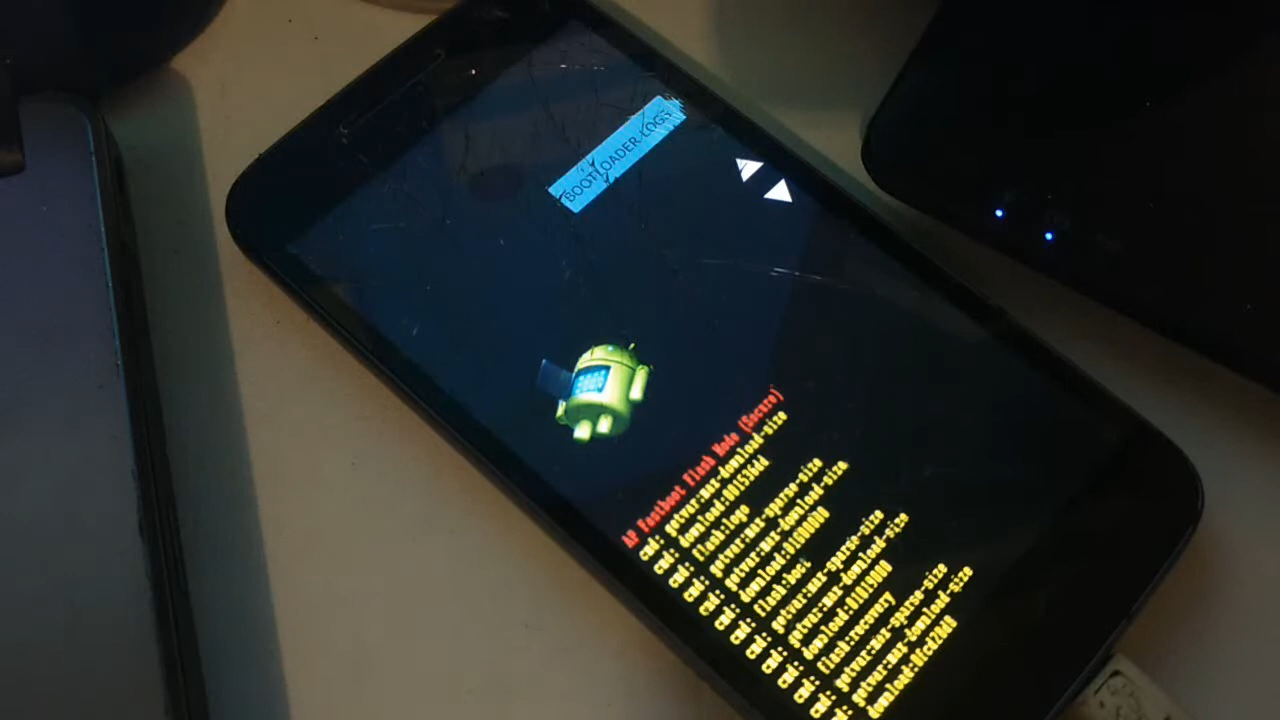 BOOTLOADER LOGS
AP Fastboot Flash Mode (Secure)
cmd: getvar:max-download-size
cmd: download:001536dd
cmd: flash:logo
cmd: getvar:max-sparse-size
cmd: getvar:max-download-size
cmd: download:01000000
cmd: flash:boot
cmd: getvar:max-sparse-size
cmd: getvar:max-download-size
cmd: download:01019000
cmd: flash:recovery
cmd: getvar:max-sparse-size
cmd: getvar:max-download-size